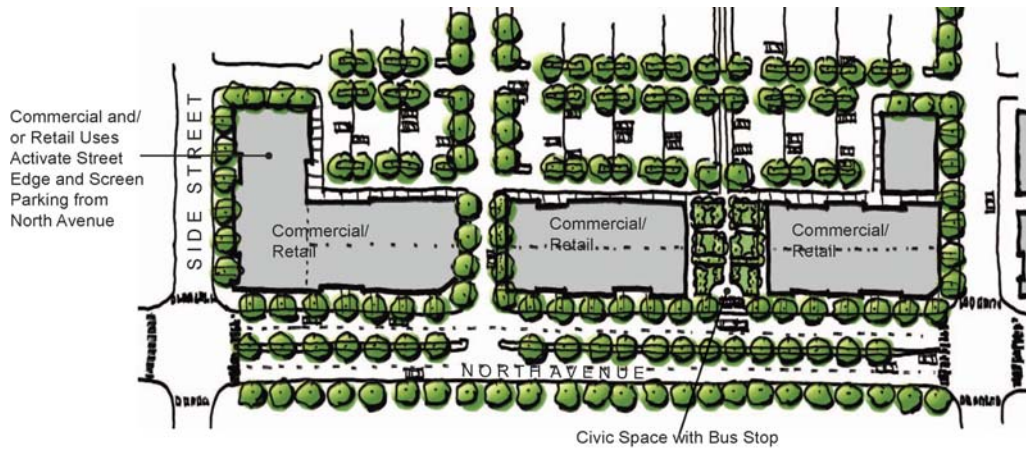 Commercial and/
or Retail Uses
Activate Street
Edge and Screen
Parking from
North Avenue
SIDE STREET
Commercial/
Retail
Commercial/
Retail
Commercial/
Retail
NORTH AVENUE
Civic Space with Bus Stop